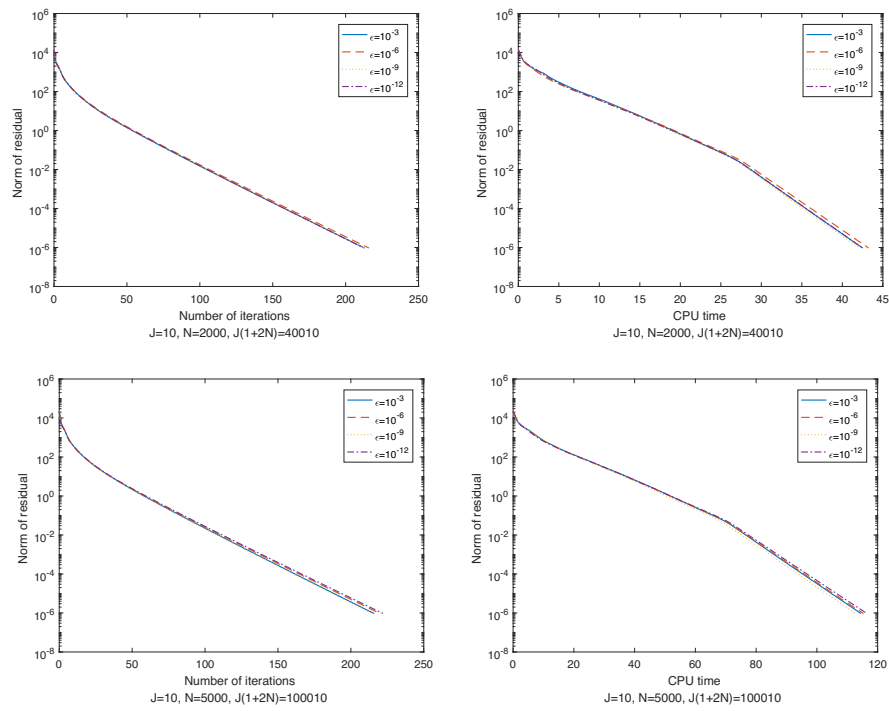 10^6
10^4
10^2
10^0
10^-2
10^-4
10^-6
10^-8
Norm of residual
ϵ=10^-3
ϵ=10^-6
ϵ=10^-9
ϵ=10^-12
0 50 100 150 200 250
Number of iterations
J=10, N=2000, J(1+2N)=40010
10^6
10^4
10^2
10^0
10^-2
10^-4
10^-6
10^-8
Norm of residual
ϵ=10^-3
ϵ=10^-6
ϵ=10^-9
ϵ=10^-12
0 5 10 15 20 25 30 35 40 45
CPU time
J=10, N=2000, J(1+2N)=40010
10^6
10^4
10^2
10^0
10^-2
10^-4
10^-6
10^-8
Norm of residual
ϵ=10^-3
ϵ=10^-6
ϵ=10^-9
ϵ=10^-12
0 50 100 150 200 250
Number of iterations
J=10, N=5000, J(1+2N)=100010
10^6
10^4
10^2
10^0
10^-2
10^-4
10^-6
10^-8
Norm of residual
ϵ=10^-3
ϵ=10^-6
ϵ=10^-9
ϵ=10^-12
0 20 40 60 80 100 120
CPU time
J=10, N=5000, J(1+2N)=100010